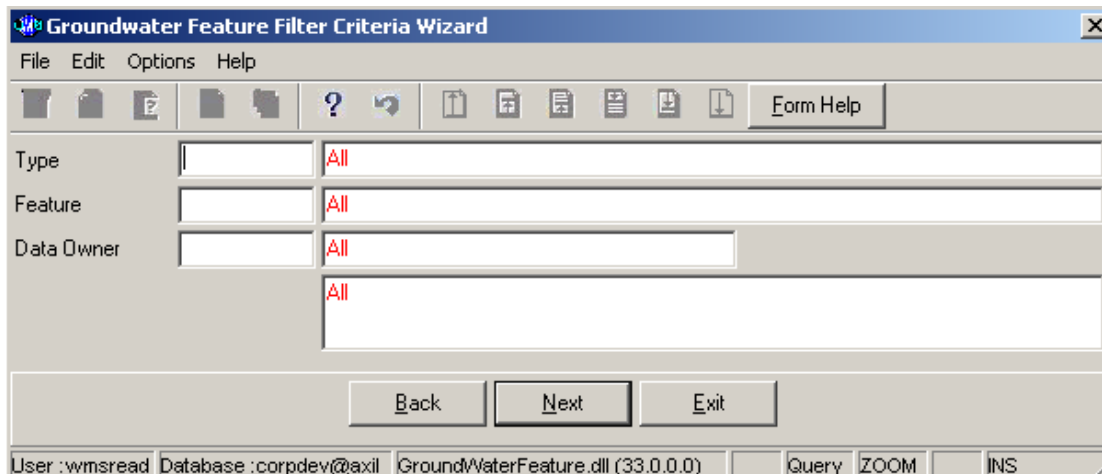 Groundwater Feature Filter Criteria Wizard
File Edit Options Help
? ? Form Help
Type All
Feature All
Data Owner All
All
Back Next Exit
User :wmsread Database :corpdev@axil GroundWaterFeature.dll (33.0.0.0) Query ZOOM INS